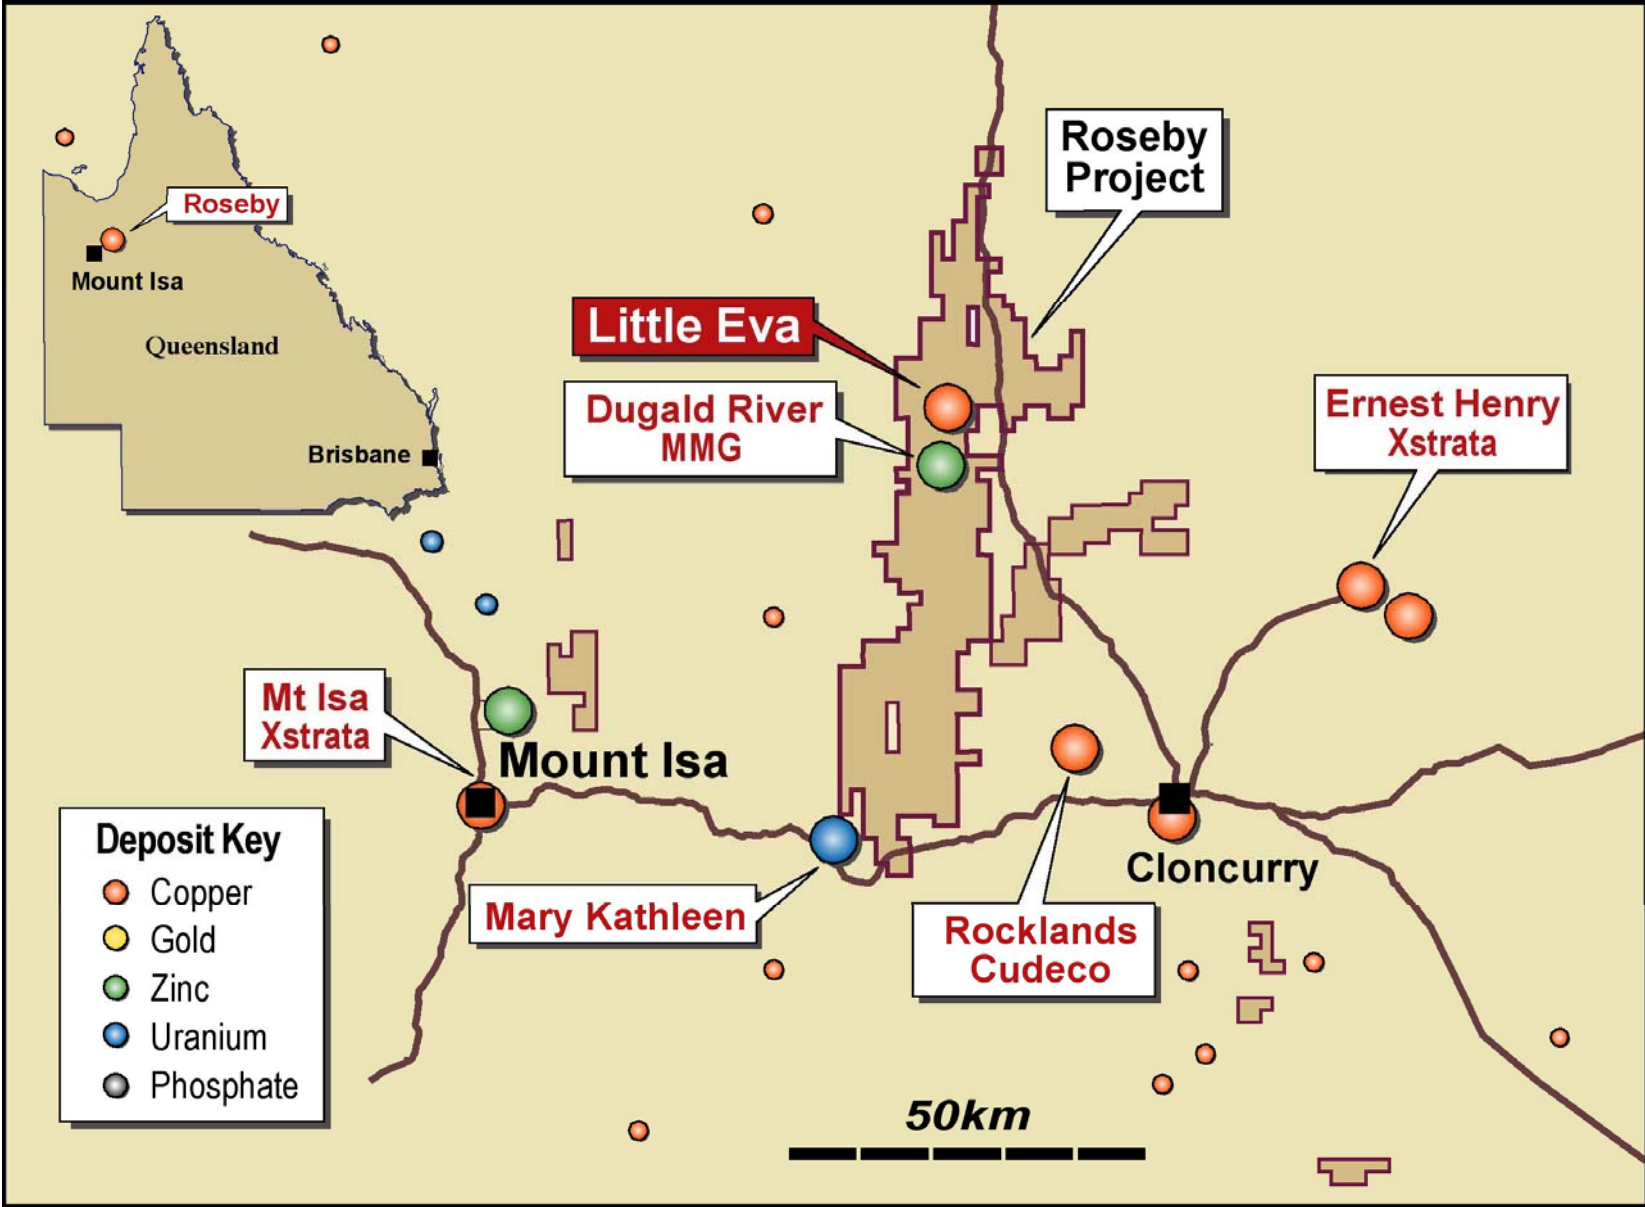 Roseby
Mount Isa
Queensland
Brisbane
Roseby
Project
Little Eva
Dugald River
MMG
Ernest Henry
Xstrata
Mt Isa
Xstrata
Mount Isa
Mary Kathleen
Rocklands
Cudeco
Cloncurry
Deposit Key
Copper
Gold
Zinc
Uranium
Phosphate
50km